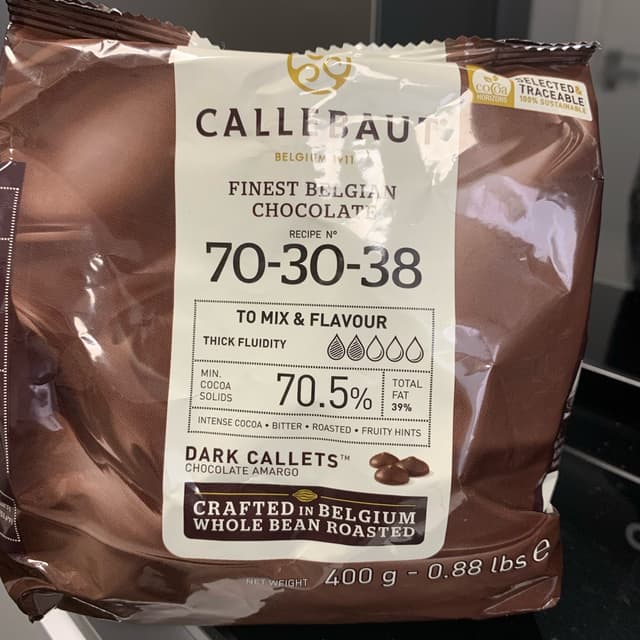 CALLEBAUT
BELGIUM 1911
FINEST BELGIAN
CHOCOLATE
RECIPE N°
70-30-38
TO MIX & FLAVOUR
THICK FLUIDITY
MIN.
COCOA
SOLIDS
70.5%
TOTAL
FAT
39%
INTENSE COCOA • BITTER • ROASTED • FRUITY HINTS
DARK CALLETS™
CHOCOLATE AMARGO
CRAFTED IN BELGIUM
WHOLE BEAN ROASTED
NET WEIGHT 400 g - 0.88 lbs e
cocoa
HORIZONS
SELECTED &
TRACEABLE
100% SUSTAINABLE